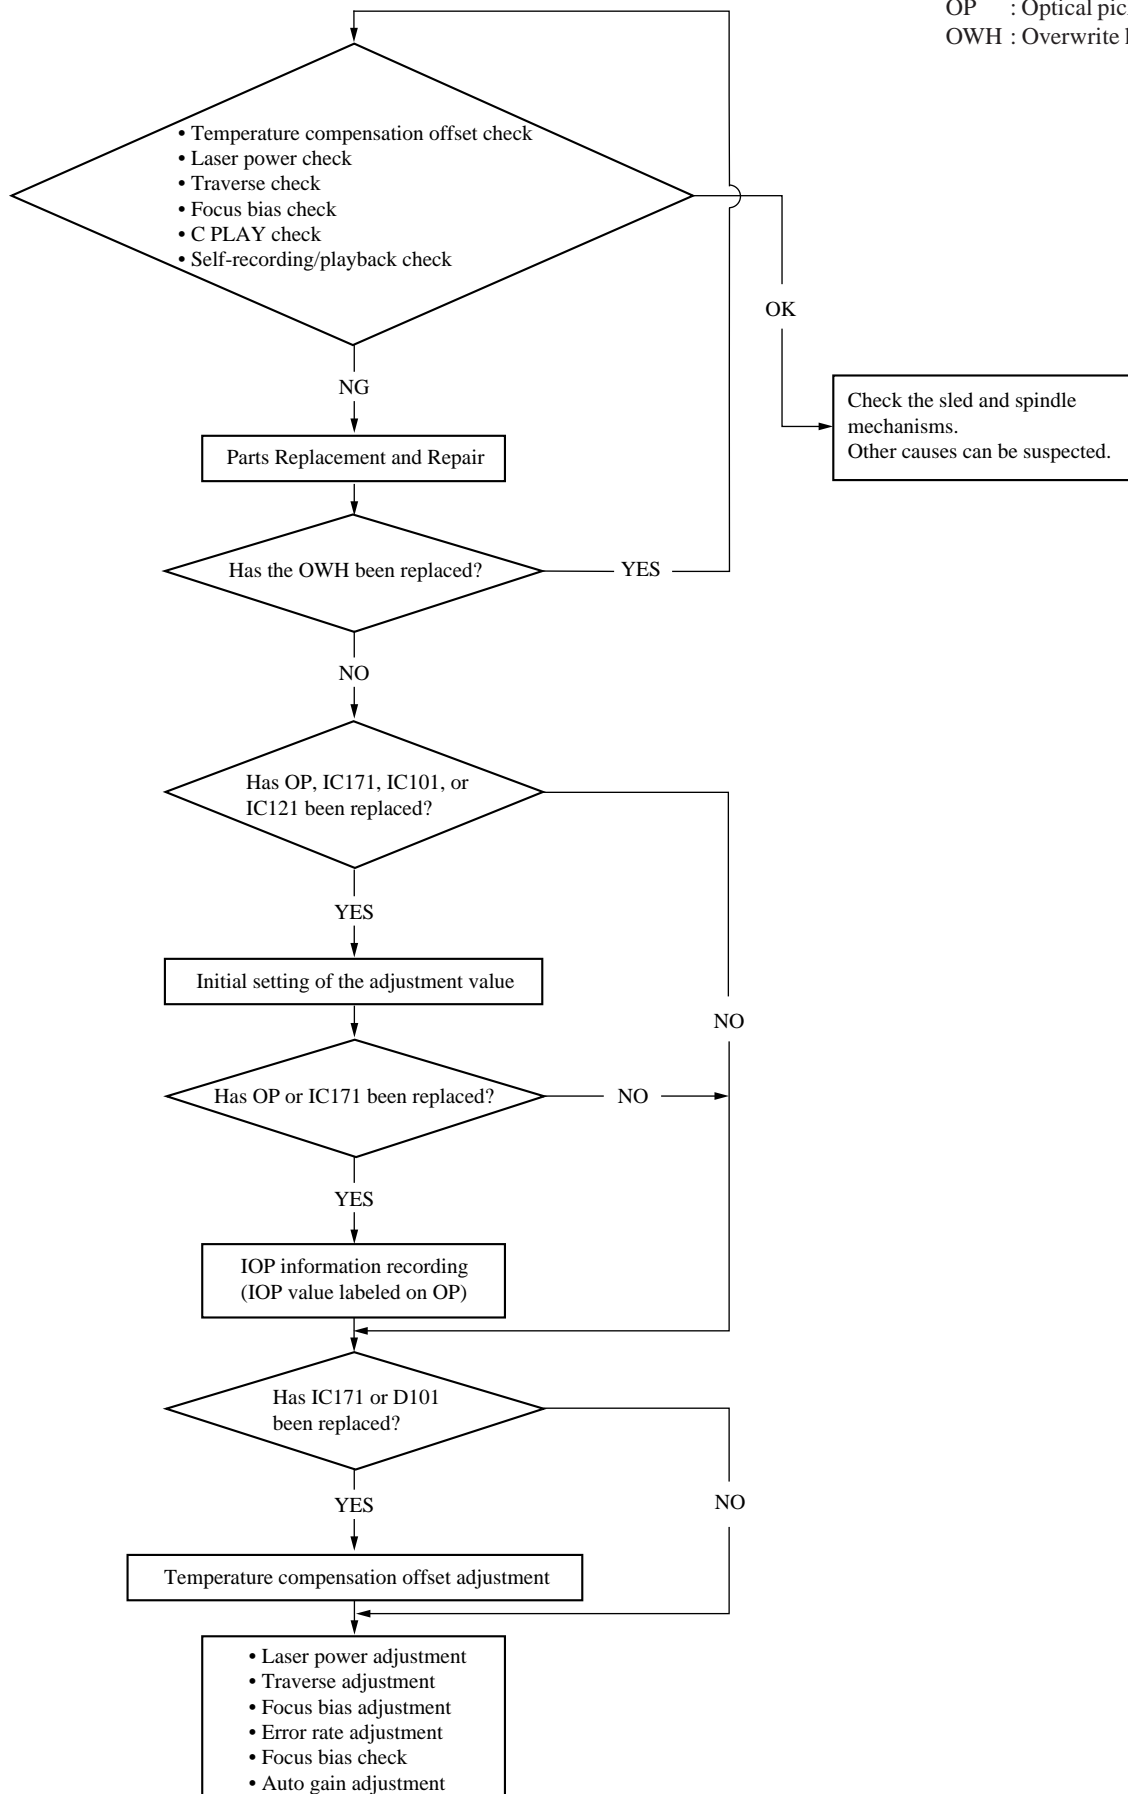 OP : Optical pic
OWH : Overwrite
• Temperature compensation offset check
• Laser power check
• Traverse check
• Focus bias check
• C PLAY check
• Self-recording/playback check
OK
NG
Check the sled and spindle
mechanisms.
Other causes can be suspected.
Parts Replacement and Repair
Has the OWH been replaced?
YES
NO
Has OP, IC171, IC101, or
IC121 been replaced?
YES
Initial setting of the adjustment value
NO
Has OP or IC171 been replaced?
NO
YES
IOP information recording
(IOP value labeled on OP)
Has IC171 or D101
been replaced?
YES
NO
Temperature compensation offset adjustment
• Laser power adjustment
• Traverse adjustment
• Focus bias adjustment
• Error rate adjustment
• Focus bias check
• Auto gain adjustment